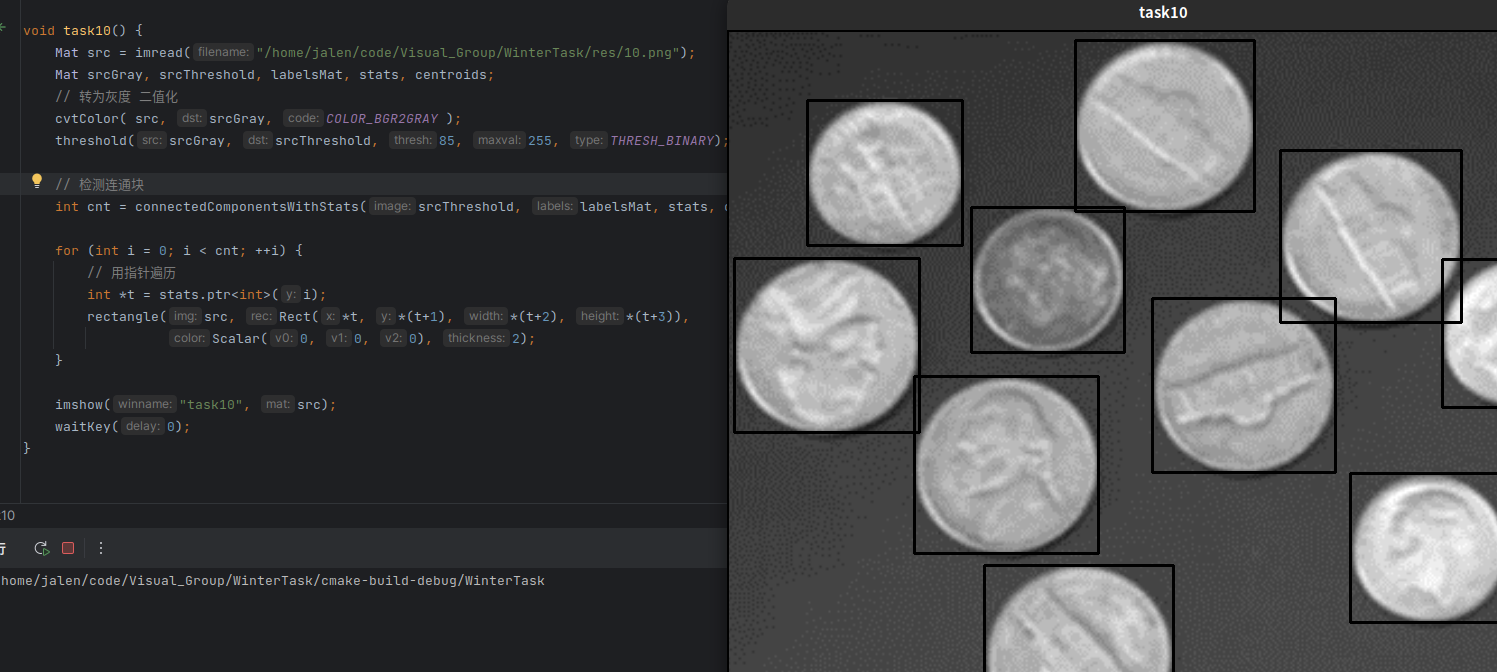 task10
void task10() {
Mat src = imread( filename: "/home/jalen/code/Visual_Group/WinterTask/res/10.png");
Mat srcGray, srcThreshold, labelsMat, stats, centroids;
// 转为灰度 二值化
cvtColor( src, dst: srcGray, code: COLOR_BGR2GRAY );
threshold( src: srcGray, dst: srcThreshold, thresh: 85, maxval: 255, type: THRESH_BINARY);
// 检测连通块
int cnt = connectedComponentsWithStats( image: srcThreshold, labels: labelsMat, stats,
for (int i = 0; i < cnt; ++i) {
// 用指针遍历
int *t = stats.ptr<int>( y: i);
rectangle( img: src, rec: Rect( x: *t, y: *(t+1), width: *(t+2), height: *(t+3)),
color: Scalar( v0: 0, v1: 0, v2: 0), thickness: 2);
}
imshow( winname: "task10", mat: src);
waitKey( delay: 0);
}
10
home/jalen/code/Visual_Group/WinterTask/cmake-build-debug/WinterTask